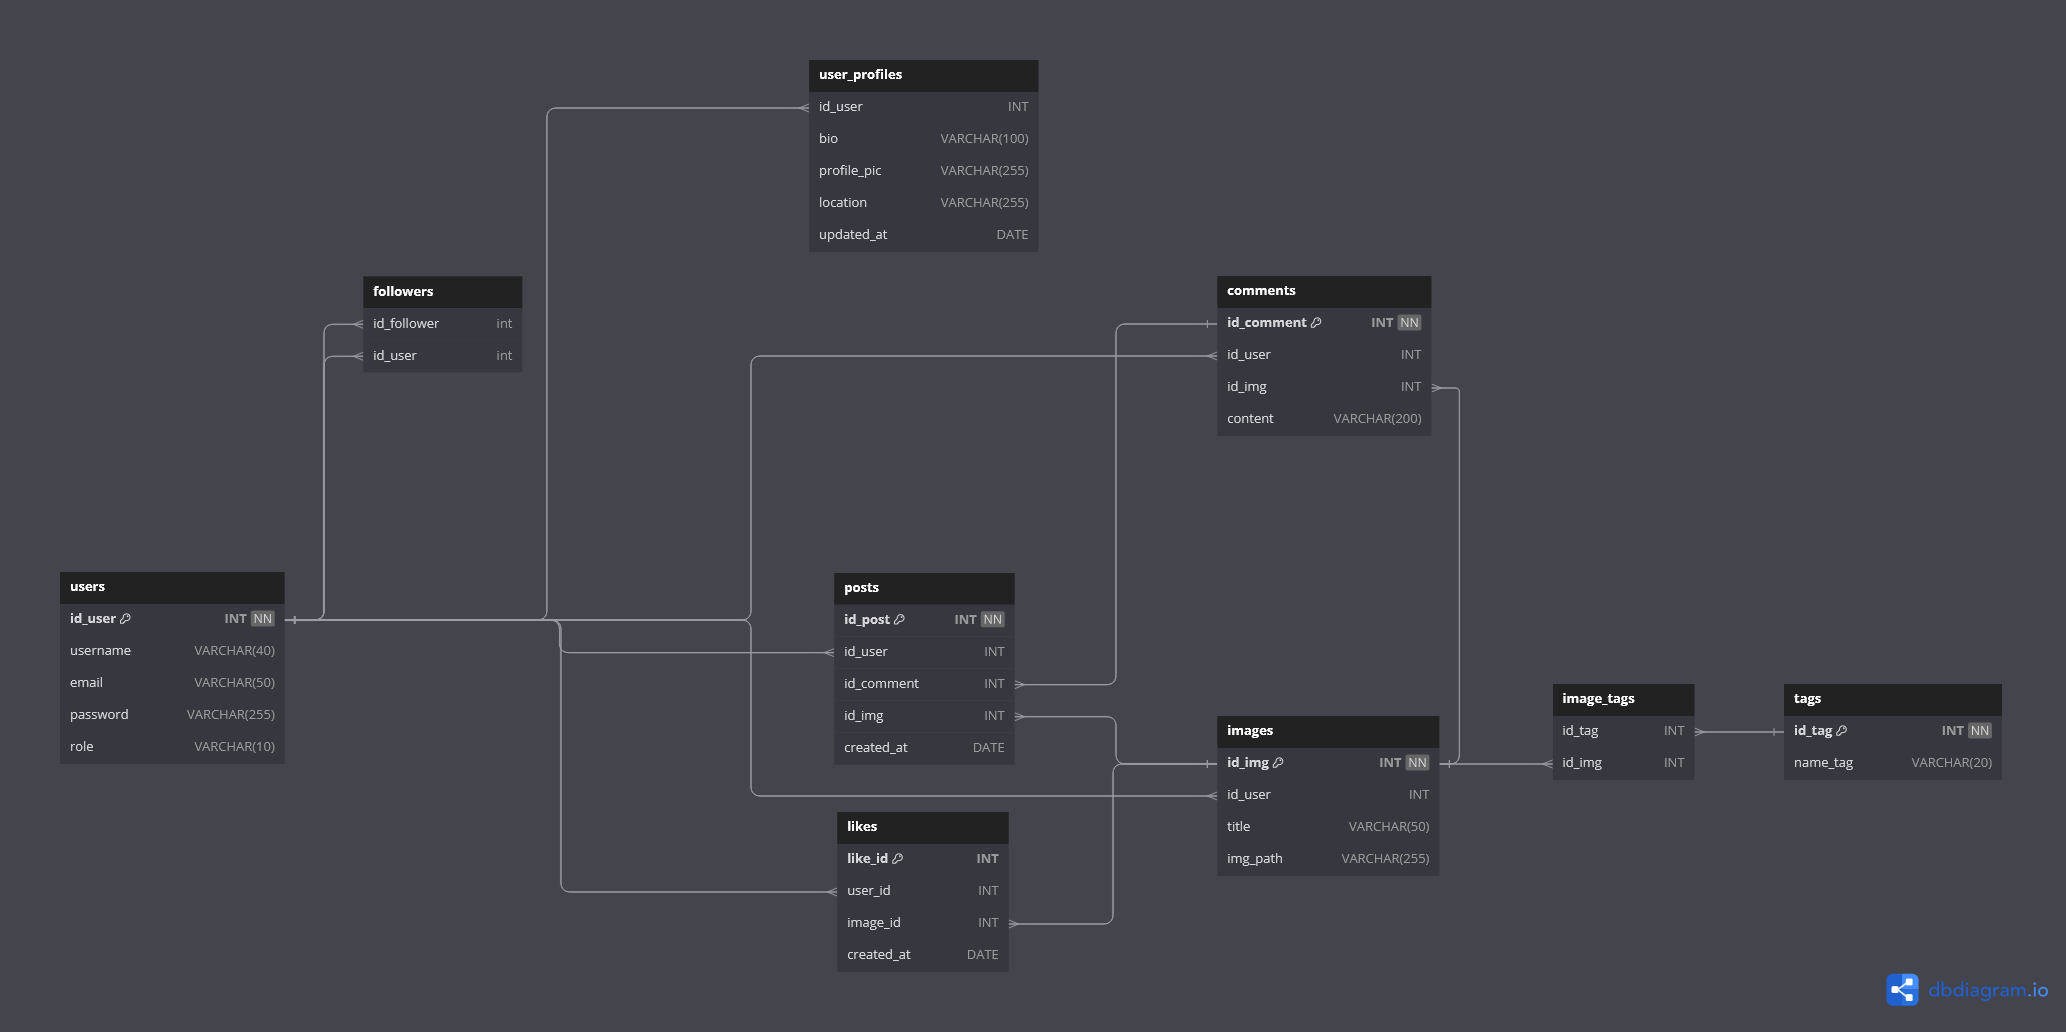 user_profiles
id_user INT
bio VARCHAR(100)
profile_pic VARCHAR(255)
location VARCHAR(255)
updated_at DATE
followers
id_follower int
id_user int
comments
id_comment INT NN
id_user INT
id_img INT
content VARCHAR(200)
users
id_user INT NN
username VARCHAR(40)
email VARCHAR(50)
password VARCHAR(255)
role VARCHAR(10)
posts
id_post INT NN
id_user INT
id_comment INT
id_img INT
created_at DATE
likes
like_id INT
user_id INT
image_id INT
created_at DATE
images
id_img INT NN
id_user INT
title VARCHAR(50)
img_path VARCHAR(255)
image_tags
id_tag INT
id_img INT
tags
id_tag INT NN
name_tag VARCHAR(20)
dbdiagram.io